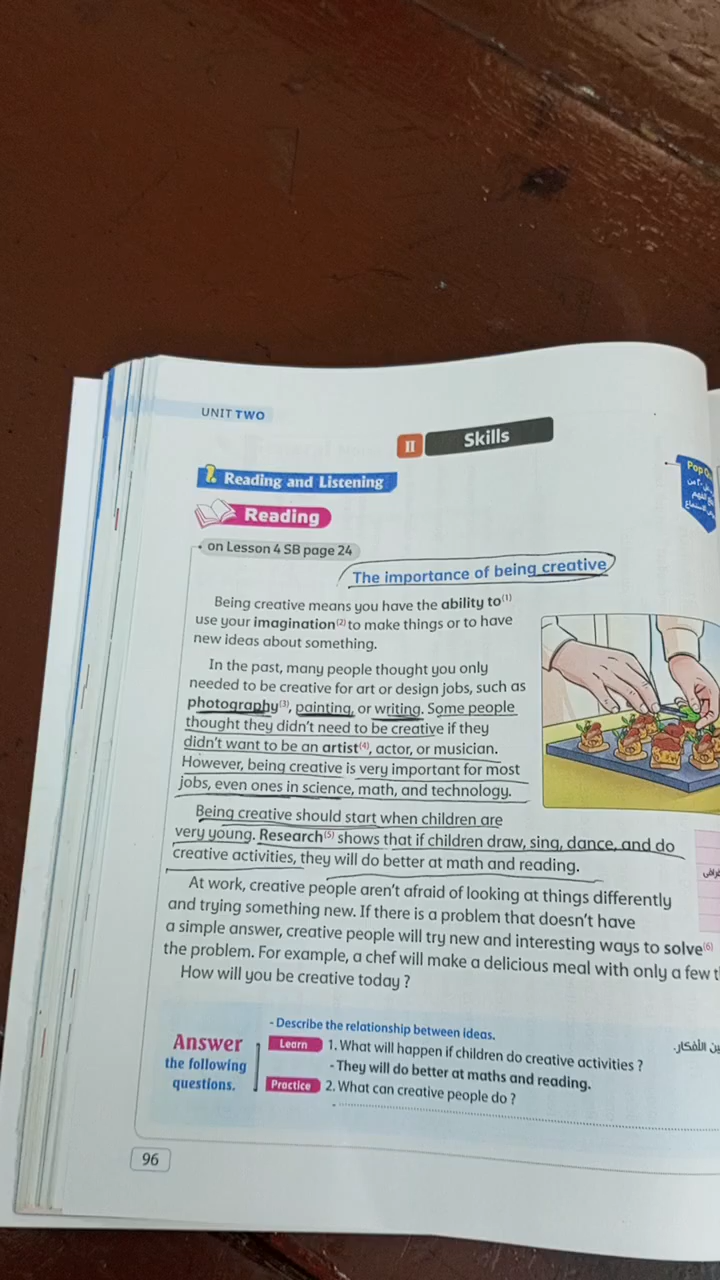 UNIT TWO
II Skills
1. Reading and Listening
Reading
on Lesson 4 SB page 24
The importance of being creative
Being creative means you have the ability to(1)
use your imagination(2) to make things or to have
new ideas about something.
In the past, many people thought you only
needed to be creative for art or design jobs, such as
photography(3), painting, or writing. Some people
thought they didn't need to be creative if they
didn't want to be an artist(4), actor, or musician.
However, being creative is very important for most
jobs, even ones in science, math, and technology.
Being creative should start when children are
very young. Research(5) shows that if children draw, sing, dance, and do
creative activities, they will do better at math and reading.
At work, creative people aren't afraid of looking at things differently
and trying something new. If there is a problem that doesn't have
a simple answer, creative people will try new and interesting ways to solve(6)
the problem. For example, a chef will make a delicious meal with only a few
How will you be creative today ?
Answer
the following
questions.
- Describe the relationship between ideas.
Learn 1. What will happen if children do creative activities ?
- They will do better at maths and reading.
Practice 2. What can creative people do ?
-
96
Pop
الأفكار.